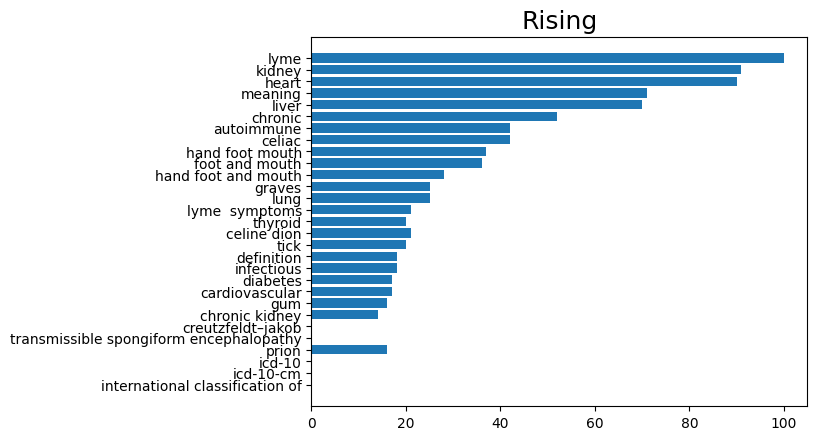 Rising
lyme
kidney
heart
meaning
liver
chronic
autoimmune
celiac
hand foot mouth
foot and mouth
hand foot and mouth
graves
lung
lyme  symptoms
thyroid
celine dion
tick
definition
infectious
diabetes
cardiovascular
gum
chronic kidney
creutzfeldt–jakob
transmissible spongiform encephalopathy
prion
icd-10
icd-10-cm
international classification of
0 20 40 60 80 100